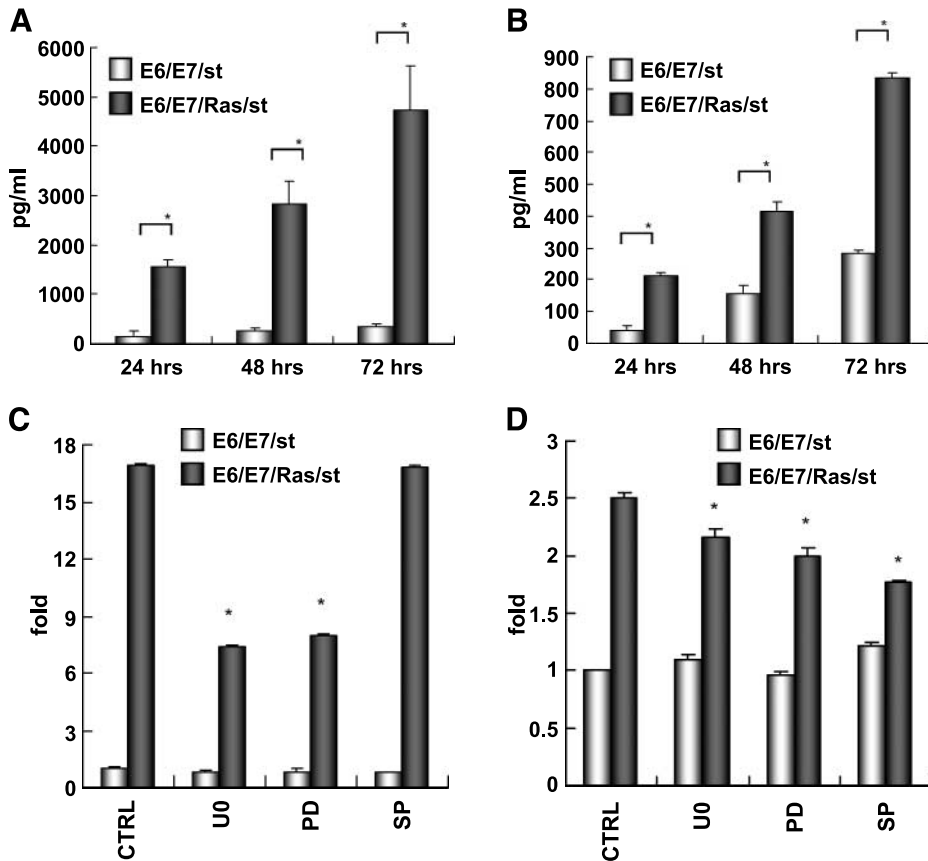 A
E6/E7/st
E6/E7/Ras/st
pg/ml
6000
5000
4000
3000
2000
1000
0
*
*
*
24 hrs
48 hrs
72 hrs
B
E6/E7/st
E6/E7/Ras/st
pg/ml
900
800
700
600
500
400
300
200
100
0
*
*
*
24 hrs
48 hrs
72 hrs
C
E6/E7/st
E6/E7/Ras/st
fold
18
15
12
9
6
3
0
*
*
CTRL
U0
PD
SP
D
E6/E7/st
E6/E7/Ras/st
fold
3
2.5
2
1.5
1
0.5
0
*
*
*
CTRL
U0
PD
SP